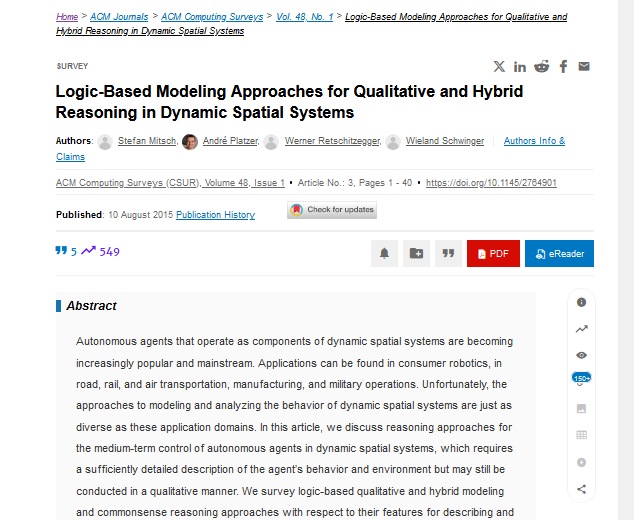 Home > ACM Journals > ACM Computing Surveys > Vol. 48, No. 1 > Logic-Based Modeling Approaches for Qualitative and
Hybrid Reasoning in Dynamic Spatial Systems
SURVEY
Logic-Based Modeling Approaches for Qualitative and Hybrid
Reasoning in Dynamic Spatial Systems
Authors: Stefan Mitsch, André Platzer, Werner Retschitzegger, Wieland Schwinger Authors Info &
Claims
ACM Computing Surveys (CSUR), Volume 48, Issue 1 • Article No.: 3, Pages 1 - 40 • https://doi.org/10.1145/2764901
Published: 10 August 2015 Publication History Check for updates
5 549 PDF eReader
Abstract
Autonomous agents that operate as components of dynamic spatial systems are becoming
increasingly popular and mainstream. Applications can be found in consumer robotics, in
road, rail, and air transportation, manufacturing, and military operations. Unfortunately, the
approaches to modeling and analyzing the behavior of dynamic spatial systems are just as
diverse as these application domains. In this article, we discuss reasoning approaches for
the medium-term control of autonomous agents in dynamic spatial systems, which requires
a sufficiently detailed description of the agent's behavior and environment but may still be
conducted in a qualitative manner. We survey logic-based qualitative and hybrid modeling
and commonsense reasoning approaches with respect to their features for describing and
150+